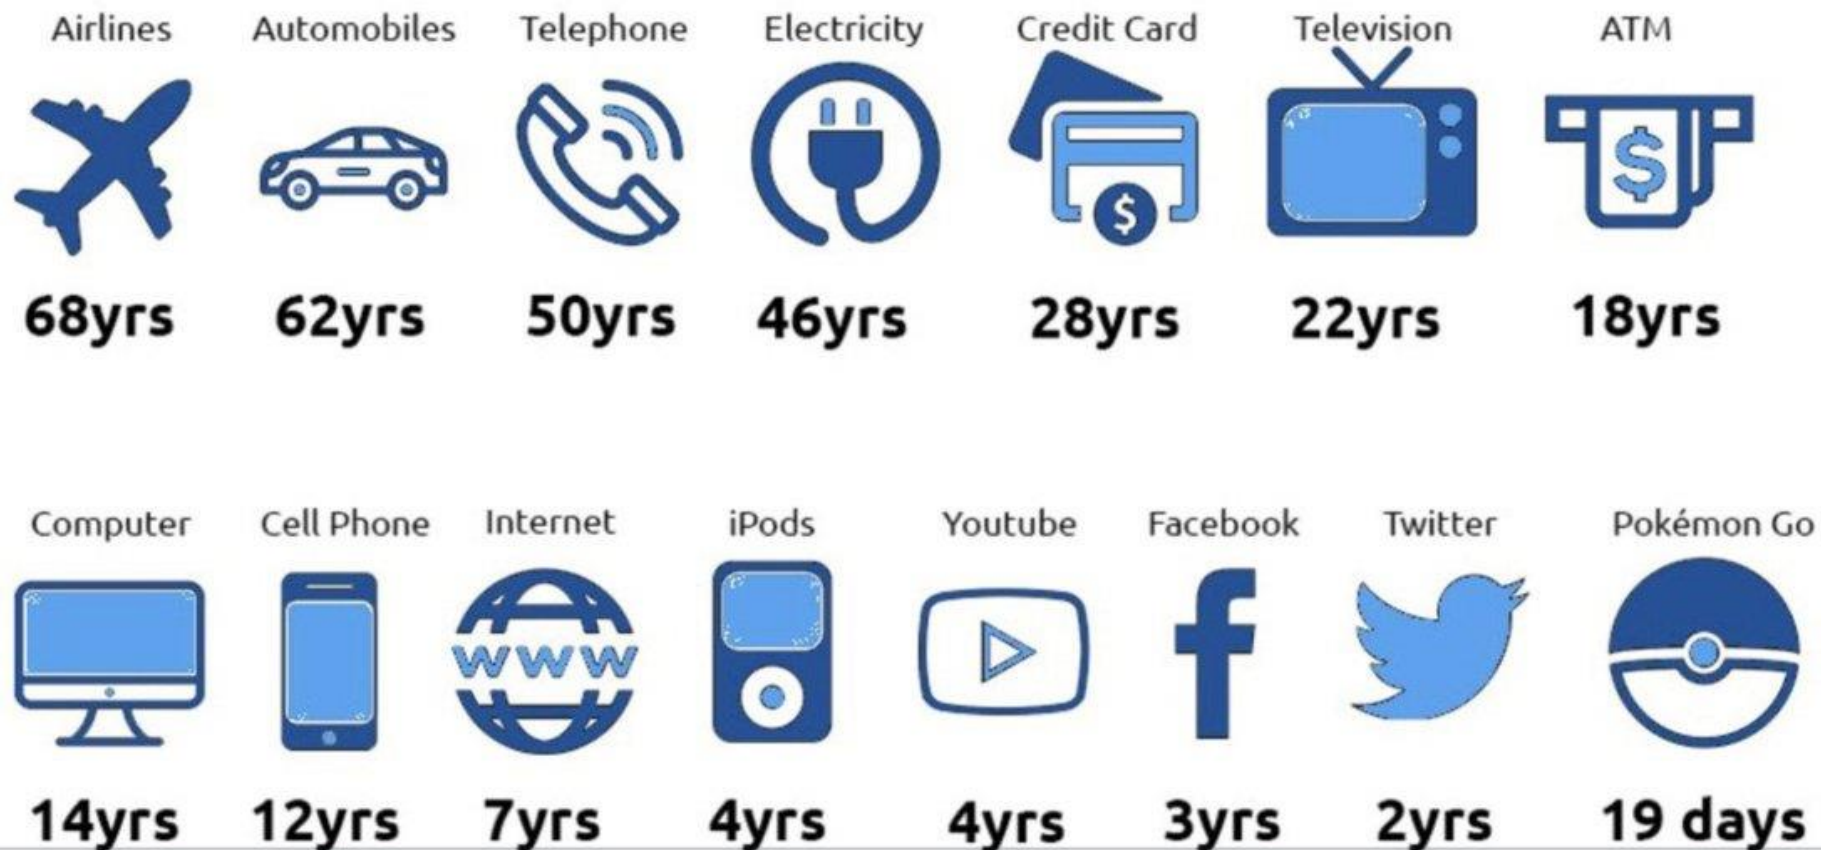 Airlines Automobiles Telephone Electricity Credit Card Television ATM
$ $
68yrs 62yrs 50yrs 46yrs 28yrs 22yrs 18yrs
Computer Cell Phone Internet iPods Youtube Facebook Twitter Pokémon Go
www f
14yrs 12yrs 7yrs 4yrs 4yrs 3yrs 2yrs 19 days